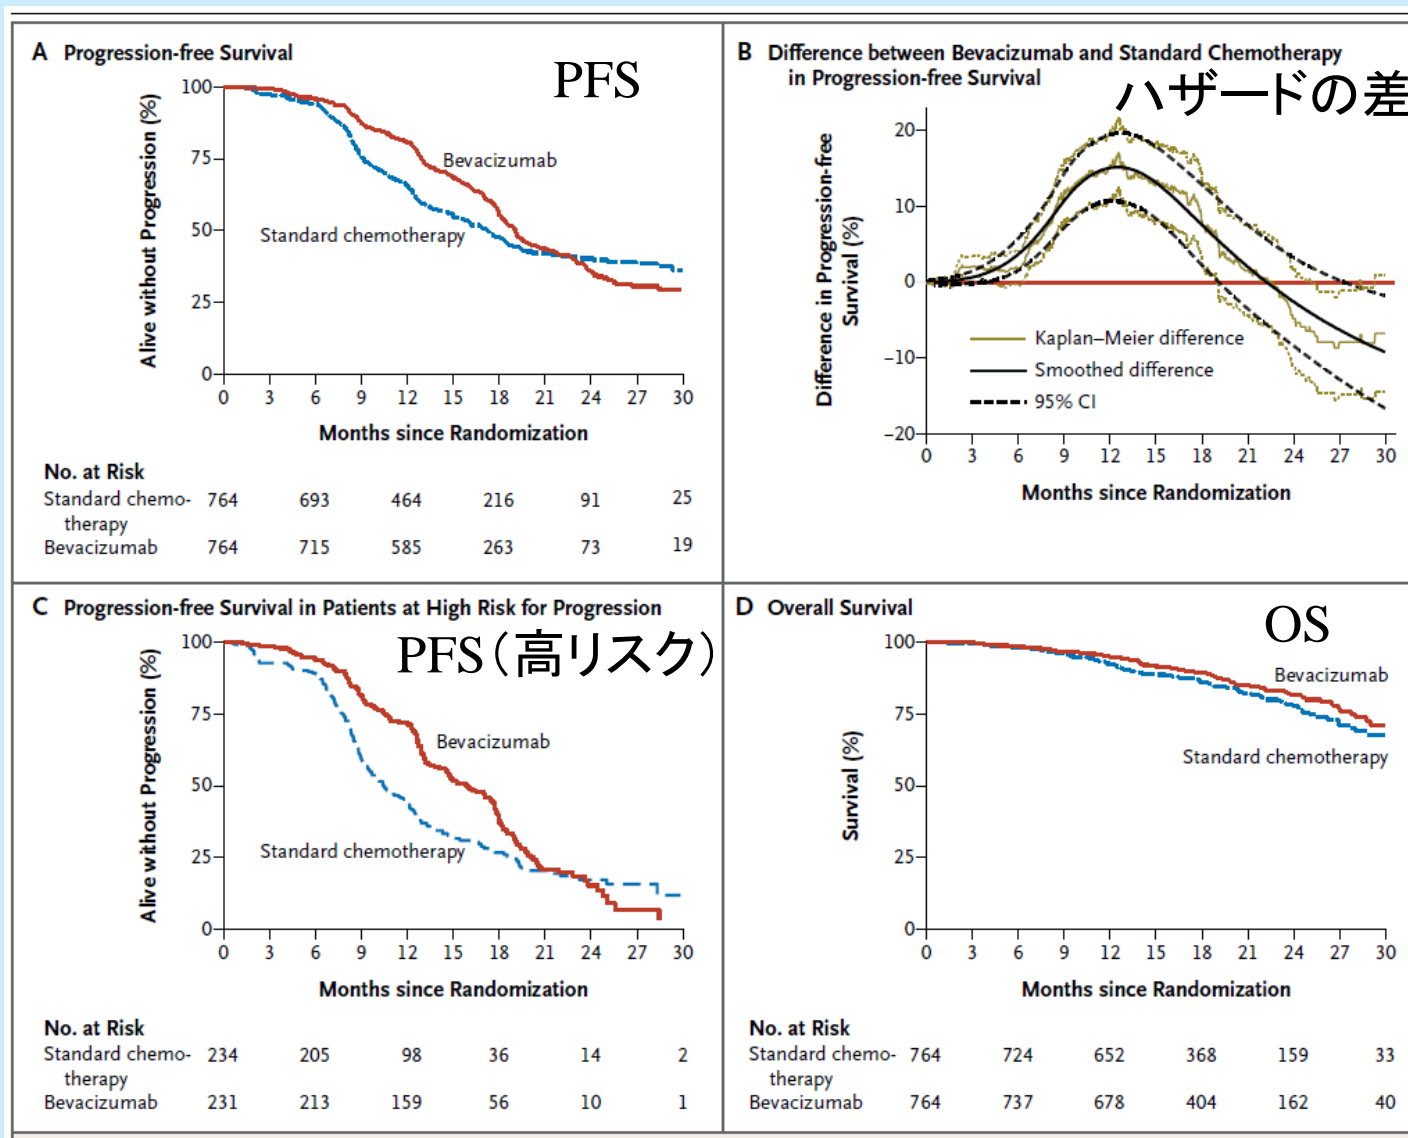 A Progression-free Survival
PFS
Alive without Progression (%)
100
75
50
25
0
Bevacizumab
Standard chemotherapy
0 3 6 9 12 15 18 21 24 27 30
Months since Randomization
No. at Risk
Standard chemo- 764 693 464 216 91 25
therapy
Bevacizumab 764 715 585 263 73 19
B Difference between Bevacizumab and Standard Chemotherapy
in Progression-free Survival
ハザードの差
Difference in Progression-free
Survival (%)
20
10
0
–10
–20
Kaplan–Meier difference
Smoothed difference
95% CI
0 3 6 9 12 15 18 21 24 27 30
Months since Randomization
C Progression-free Survival in Patients at High Risk for Progression
PFS（高リスク）
Alive without Progression (%)
100
75
50
25
0
Bevacizumab
Standard chemotherapy
0 3 6 9 12 15 18 21 24 27 30
Months since Randomization
No. at Risk
Standard chemo- 234 205 98 36 14 2
therapy
Bevacizumab 231 213 159 56 10 1
D Overall Survival
OS
Survival (%)
100
75
50
25
0
Bevacizumab
Standard chemotherapy
0 3 6 9 12 15 18 21 24 27 30
Months since Randomization
No. at Risk
Standard chemo- 764 724 652 368 159 33
therapy
Bevacizumab 764 737 678 404 162 40